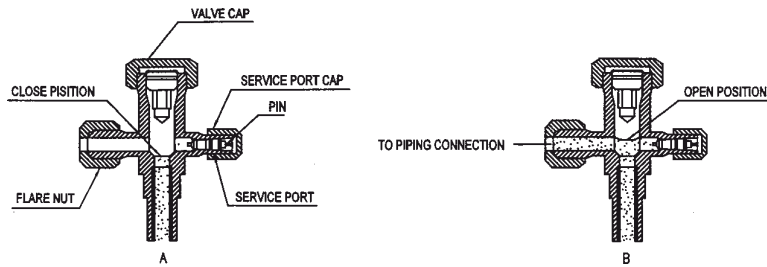 VALVE CAP
CLOSE PISITION
SERVICE PORT CAP
PIN
OPEN POSITION
TO PIPING CONNECTION
FLARE NUT
SERVICE PORT
A
B